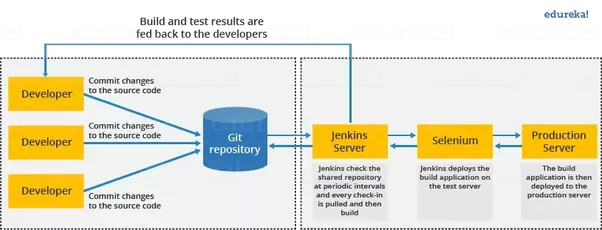 edureka!
Build and test results are
fed back to the developers
Developer
Commit changes
to the source code
Developer
Commit changes
to the source code
Developer
Commit changes
to the source code
Git
repository
Jenkins
Server
Selenium
Production
Server
Jenkins check the
shared repository
at periodic intervals
and every check-in
is pulled and then
build
Jenkins deploys the
build application on
the test server
The build
application is then
deployed to the
production server